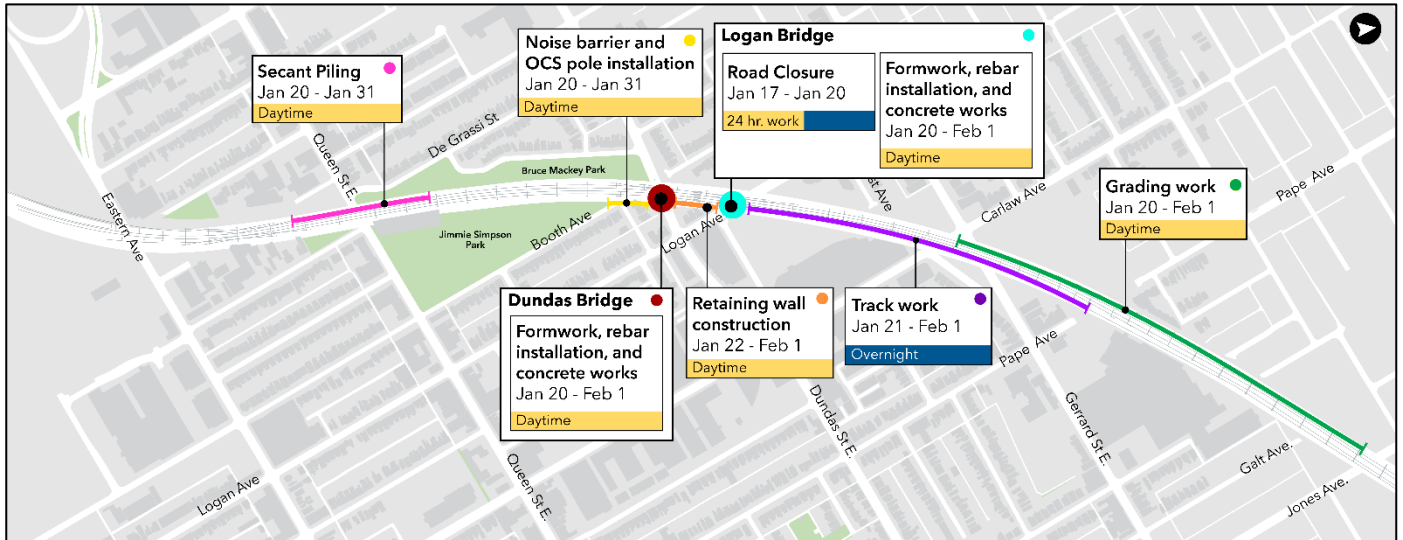 Secant Piling
Jan 20 - Jan 31
Daytime
Noise barrier and
OCS pole installation
Jan 20 - Jan 31
Daytime
Logan Bridge
Road Closure
Jan 17 - Jan 20
24 hr. work
Formwork, rebar
installation, and
concrete works
Jan 20 - Feb 1
Daytime
Grading work
Jan 20 - Feb 1
Daytime
Dundas Bridge
Formwork, rebar
installation, and
concrete works
Jan 20 - Feb 1
Daytime
Retaining wall
construction
Jan 22 - Feb 1
Daytime
Track work
Jan 21 - Feb 1
Overnight
Eastern Ave
Queen St E.
De Grassi St
Bruce Mackey Park
Jimmie Simpson
Park
Booth Ave
Logan Ave
Ave
Carlaw Ave
Pape Ave
Pape Ave
Logan Ave
Queen St E.
Dundas St E.
Gerrard St E.
Galt Ave.
Jones Ave.